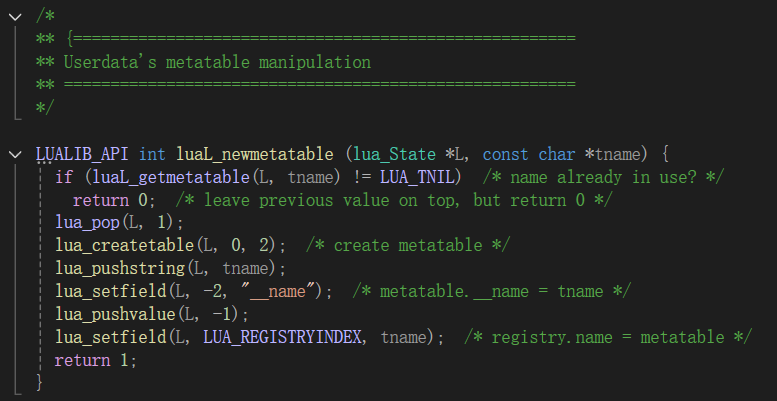 /*
** {======================================================
** Userdata's metatable manipulation
** =======================================================
*/
LUALIB_API int luaL_newmetatable (lua_State *L, const char *tname) {
if (luaL_getmetatable(L, tname) != LUA_TNIL)  /* name already in use? */
return 0;  /* leave previous value on top, but return 0 */
lua_pop(L, 1);
lua_createtable(L, 0, 2);  /* create metatable */
lua_pushstring(L, tname);
lua_setfield(L, -2, "__name");  /* metatable.__name = tname */
lua_pushvalue(L, -1);
lua_setfield(L, LUA_REGISTRYINDEX, tname);  /* registry.name = metatable */
return 1;
}